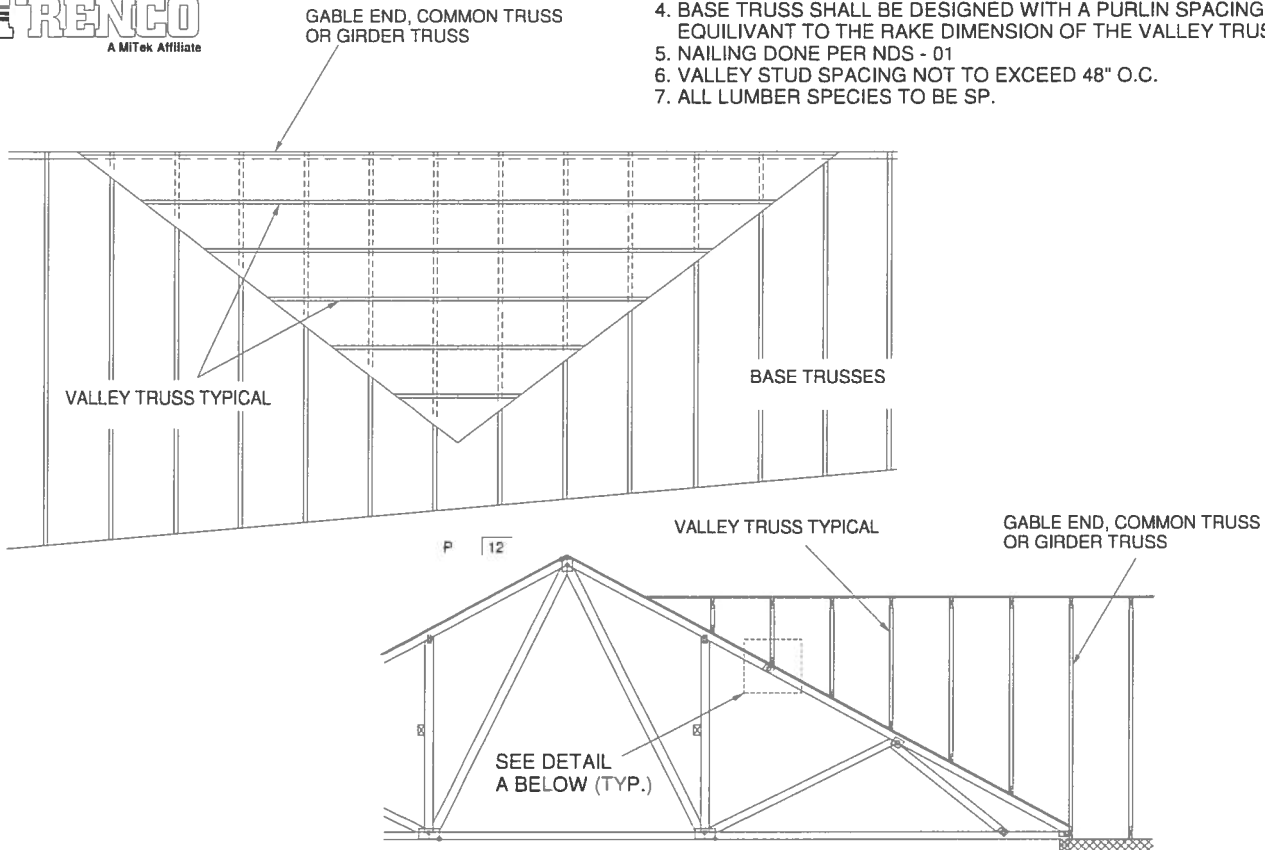 TRENCO
A MiTek Affiliate
GABLE END, COMMON TRUSS
OR GIRDER TRUSS
4. BASE TRUSS SHALL BE DESIGNED WITH A PURLIN SPACING
EQUILIVANT TO THE RAKE DIMENSION OF THE VALLEY TRUS
5. NAILING DONE PER NDS - 01
6. VALLEY STUD SPACING NOT TO EXCEED 48" O.C.
7. ALL LUMBER SPECIES TO BE SP.
VALLEY TRUSS TYPICAL
BASE TRUSSES
P 12
VALLEY TRUSS TYPICAL
GABLE END, COMMON TRUSS
OR GIRDER TRUSS
SEE DETAIL
A BELOW (TYP.)